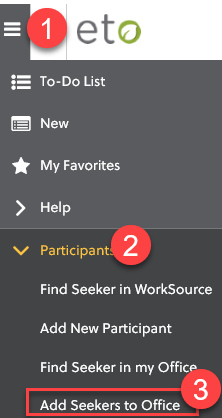 1
eto
To-Do List
New
My Favorites
Help
Participants 2
Find Seeker in WorkSource
Add New Participant
Find Seeker in my Office
3
Add Seekers to Office